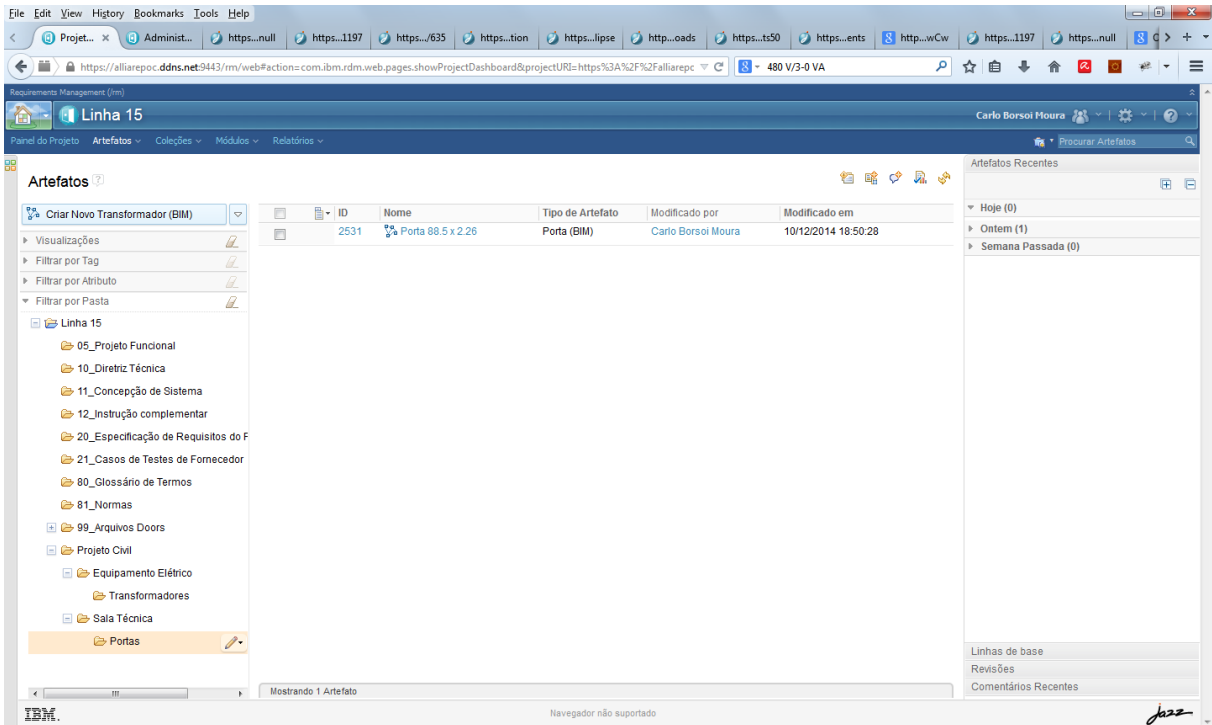 File Edit View History Bookmarks Tools Help
Projet... × Administ... https...null https...1197 https.../635 https...tion https...lipse http...oads https...ts50 https...ents http...wCw https...1197 https...null
https://alliarepoc.ddns.net:9443/rm/web#action=com.ibm.rdm.web.pages.showProjectDashboard&projectURI=https%3A%2F%2Falliarepc 480 V/3-0 VA
Requirements Management (/rm)
Linha 15 Carlo Borsoi Moura
Painel do Projeto Artefatos Coleções Módulos Relatórios Procurar Artefatos
Artefatos ?
Criar Novo Transformador (BIM)
Visualizações
Filtrar por Tag
Filtrar por Atributo
Filtrar por Pasta
Linha 15
05_Projeto Funcional
10_Diretriz Técnica
11_Concepção de Sistema
12_Instrução complementar
20_Especificação de Requisitos do F
21_Casos de Testes de Fornecedor
80_Glossário de Termos
81_Normas
99_Arquivos Doors
Projeto Civil
Equipamento Elétrico
Transformadores
Sala Técnica
Portas
ID Nome Tipo de Artefato Modificado por Modificado em
2531 Porta 88.5 x 2.26 Porta (BIM) Carlo Borsoi Moura 10/12/2014 18:50:28
Mostrando 1 Artefato
Artefatos Recentes
Hoje (0)
Ontem (1)
Semana Passada (0)
Linhas de base
Revisões
Comentários Recentes
IBM. Navegador não suportado jazz